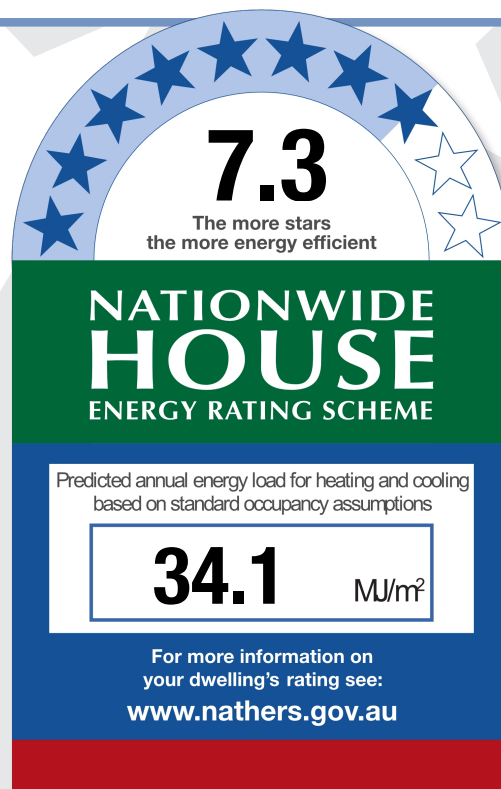 7.3
The more stars
the more energy efficient
NATIONWIDE
HOUSE
ENERGY RATING SCHEME
Predicted annual energy load for heating and cooling
based on standard occupancy assumptions
34.1 MJ/m²
For more information on
your dwelling's rating see:
www.nathers.gov.au